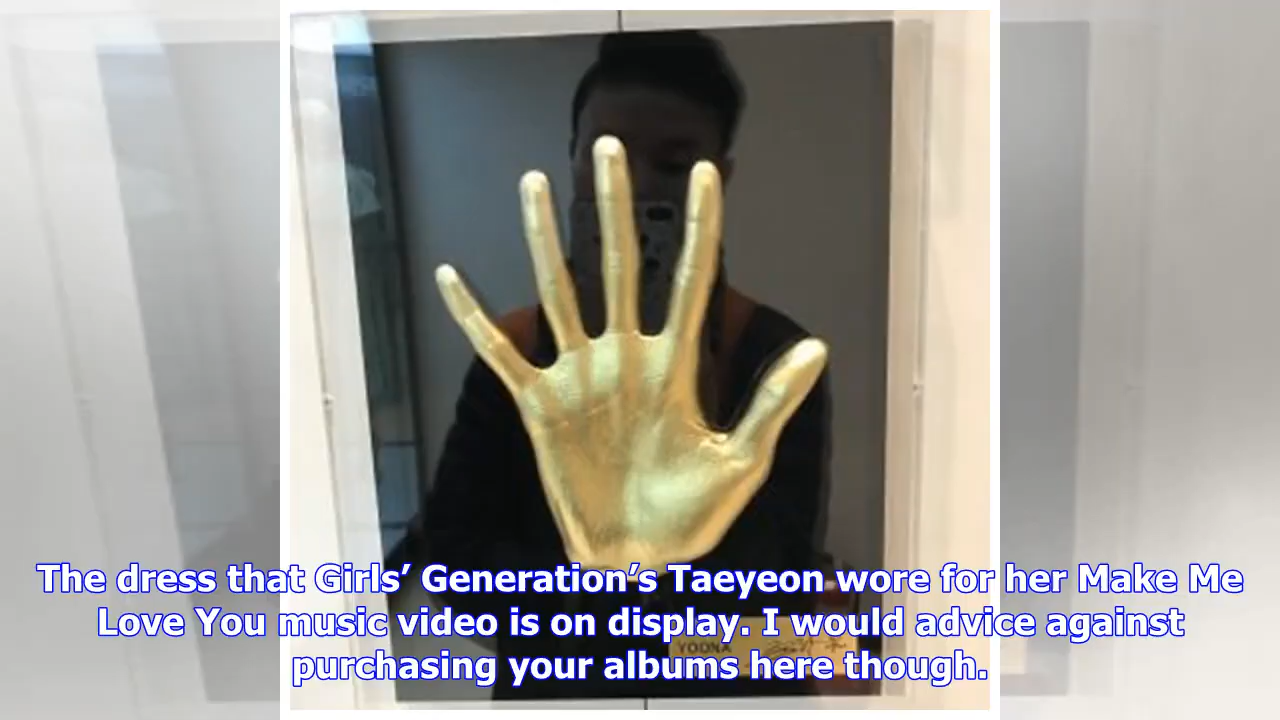 The dress that Girls’ Generation’s Taeyeon wore for her Make Me
Love You music video is on display. I would advice against
YOONA
purchasing your albums here though.